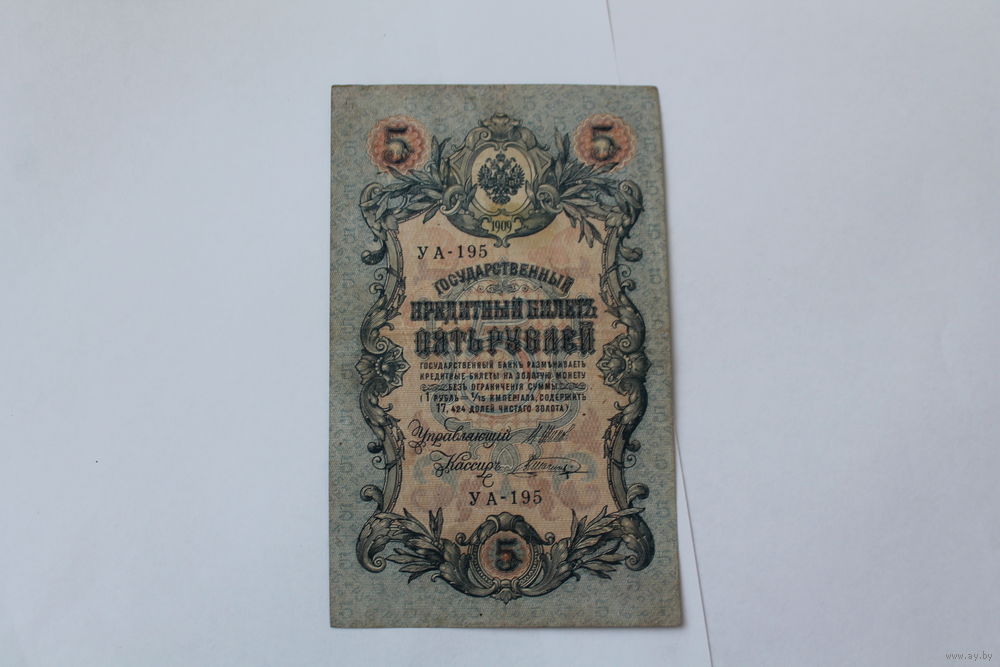 5 5
1909
УА-195
ГОСУДАРСТВЕННЫЙ
КРЕДИТНЫЙ БИЛЕТЪ
ПЯТЬ РУБЛЕЙ
ГОСУДАРСТВЕННЫЙ БАНКЪ РАЗМѢНИВАЕТЪ
КРЕДИТНЫЕ БИЛЕТЫ НА ЗОЛОТУЮ МОНЕТУ
БЕЗЪ ОГРАНИЧЕНІЯ СУММЫ
(1 РУБЛЬ = 1/15 ИМПЕРІАЛА, СОДЕРЖИТЪ
17,424 ДОЛЕЙ ЧИСТАГО ЗОЛОТА).
Управляющій
Кассиръ
УА-195
5
www.ay.by